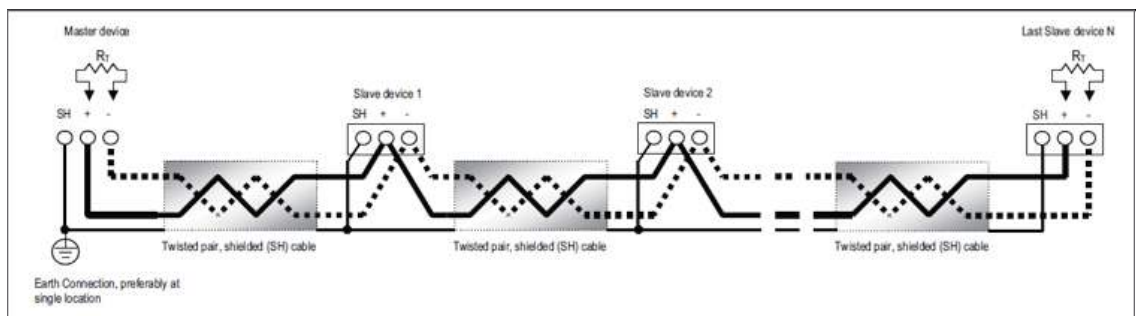 Master device
Last Slave device N
RT
RT
Slave device 1
Slave device 2
SH + -
SH + -
SH + -
SH + -
Twisted pair, shielded (SH) cable
Twisted pair, shielded (SH) cable
Twisted pair, shielded (SH) cable
Earth Connection, preferably at
single location